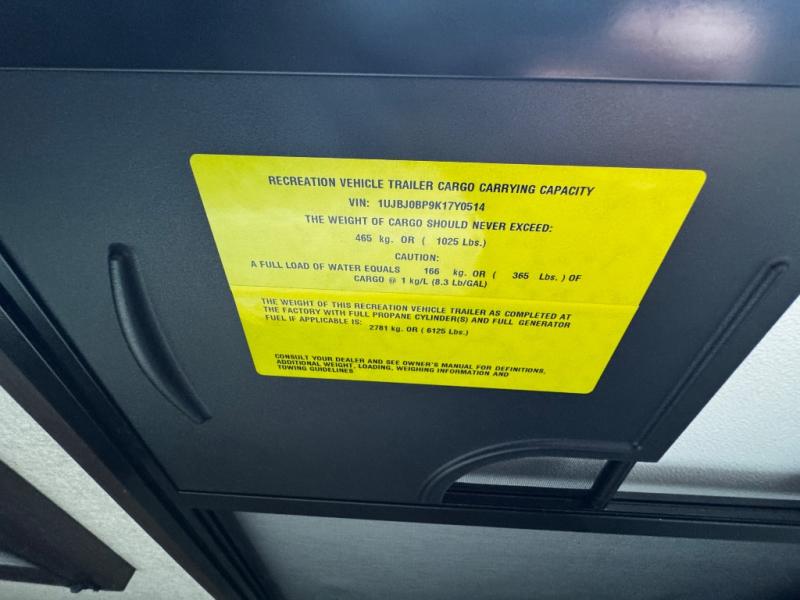 RECREATION VEHICLE TRAILER CARGO CARRYING CAPACITY
VIN: 1UJBJ0BP9K17Y0514
THE WEIGHT OF CARGO SHOULD NEVER EXCEED:
465 kg. OR ( 1025 Lbs.)
CAUTION:
A FULL LOAD OF WATER EQUALS 166 kg. OR ( 365 Lbs. ) OF
CARGO @ 1 kg/L (8.3 Lb/GAL)
THE WEIGHT OF THIS RECREATION VEHICLE TRAILER AS COMPLETED AT
THE FACTORY WITH FULL PROPANE CYLINDER(S) AND FULL GENERATOR
FUEL IF APPLICABLE IS: 2781 kg. OR ( 6125 Lbs.)
CONSULT YOUR DEALER AND SEE OWNER'S MANUAL FOR DEFINITIONS,
ADDITIONAL WEIGHT, LOADING, WEIGHING INFORMATION AND
TOWING GUIDELINES